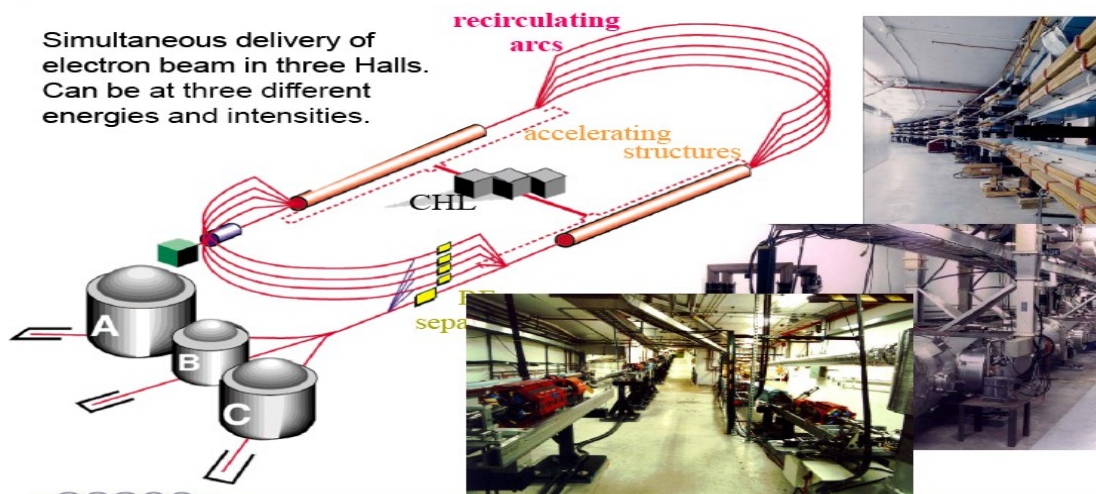 Simultaneous delivery of
electron beam in three Halls.
Can be at three different
energies and intensities.
recirculating
arcs
accelerating
structures
CHL
A
B
C